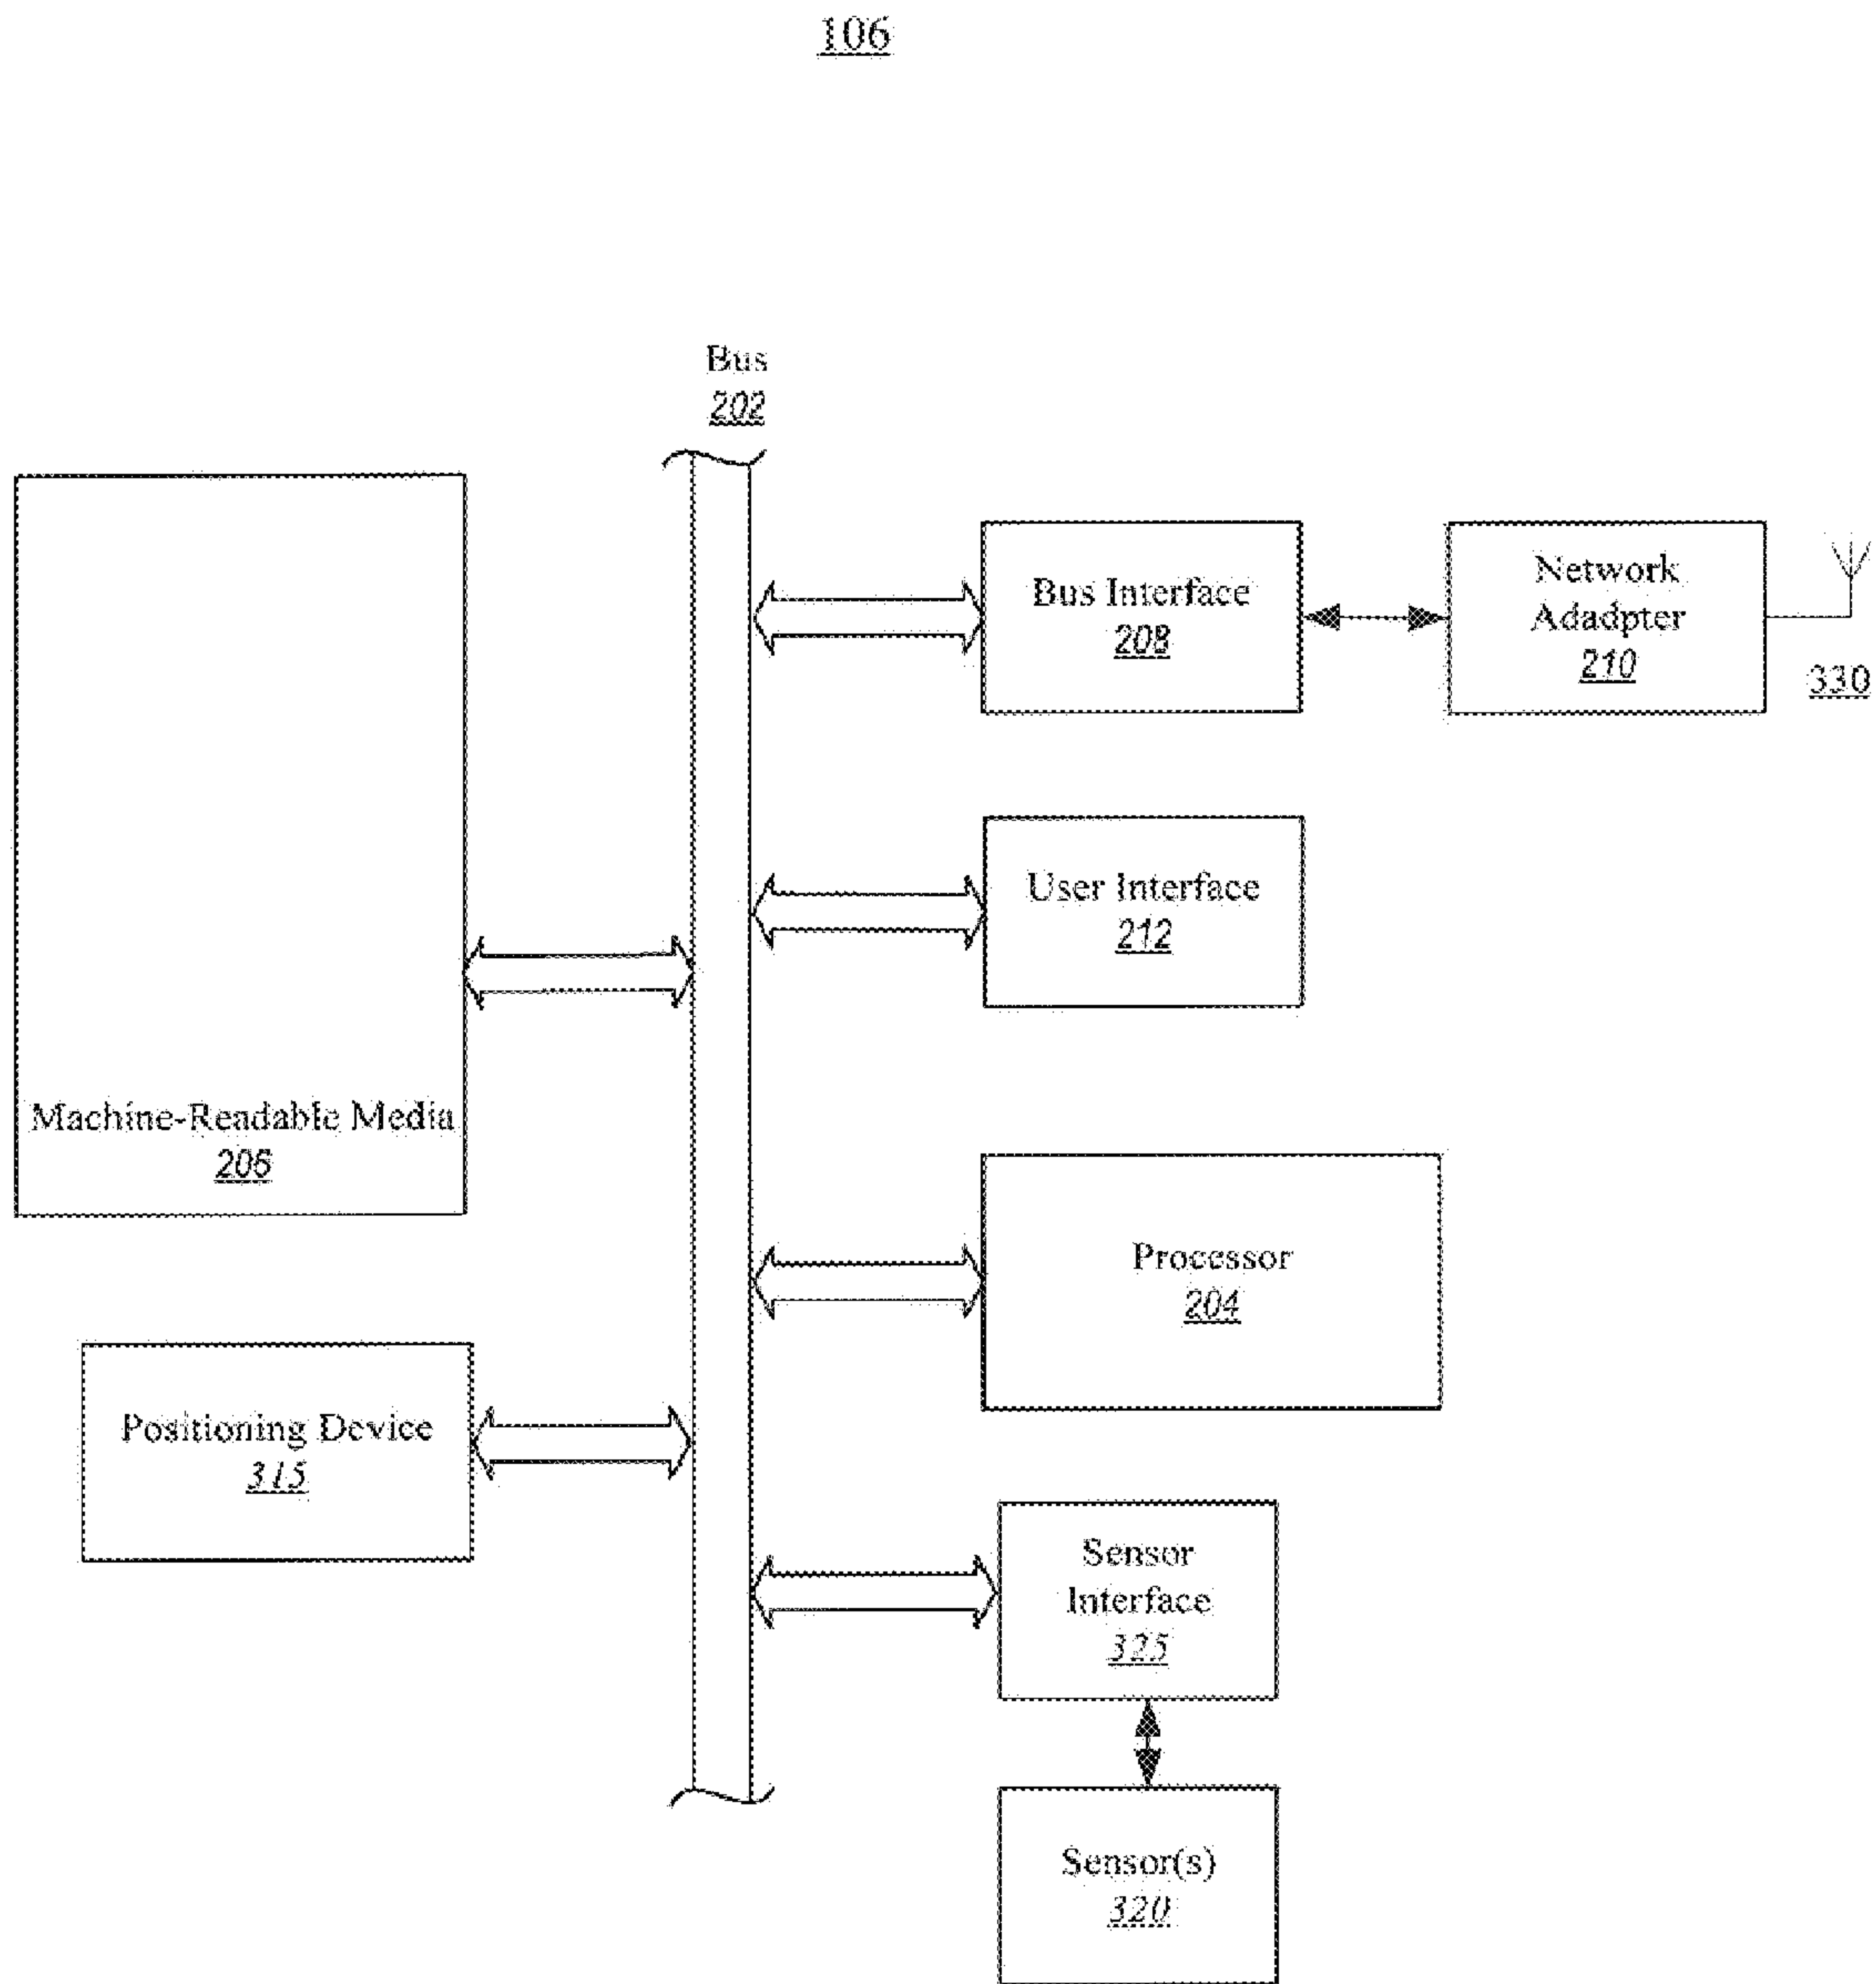 106
Bus
202
Bus Interface
208
Network
Adadpter
210
330
User Interface
212
Machine-Readable Media
206
Processor
204
Positioning Device
315
Sensor
Interface
325
Sensor(s)
320